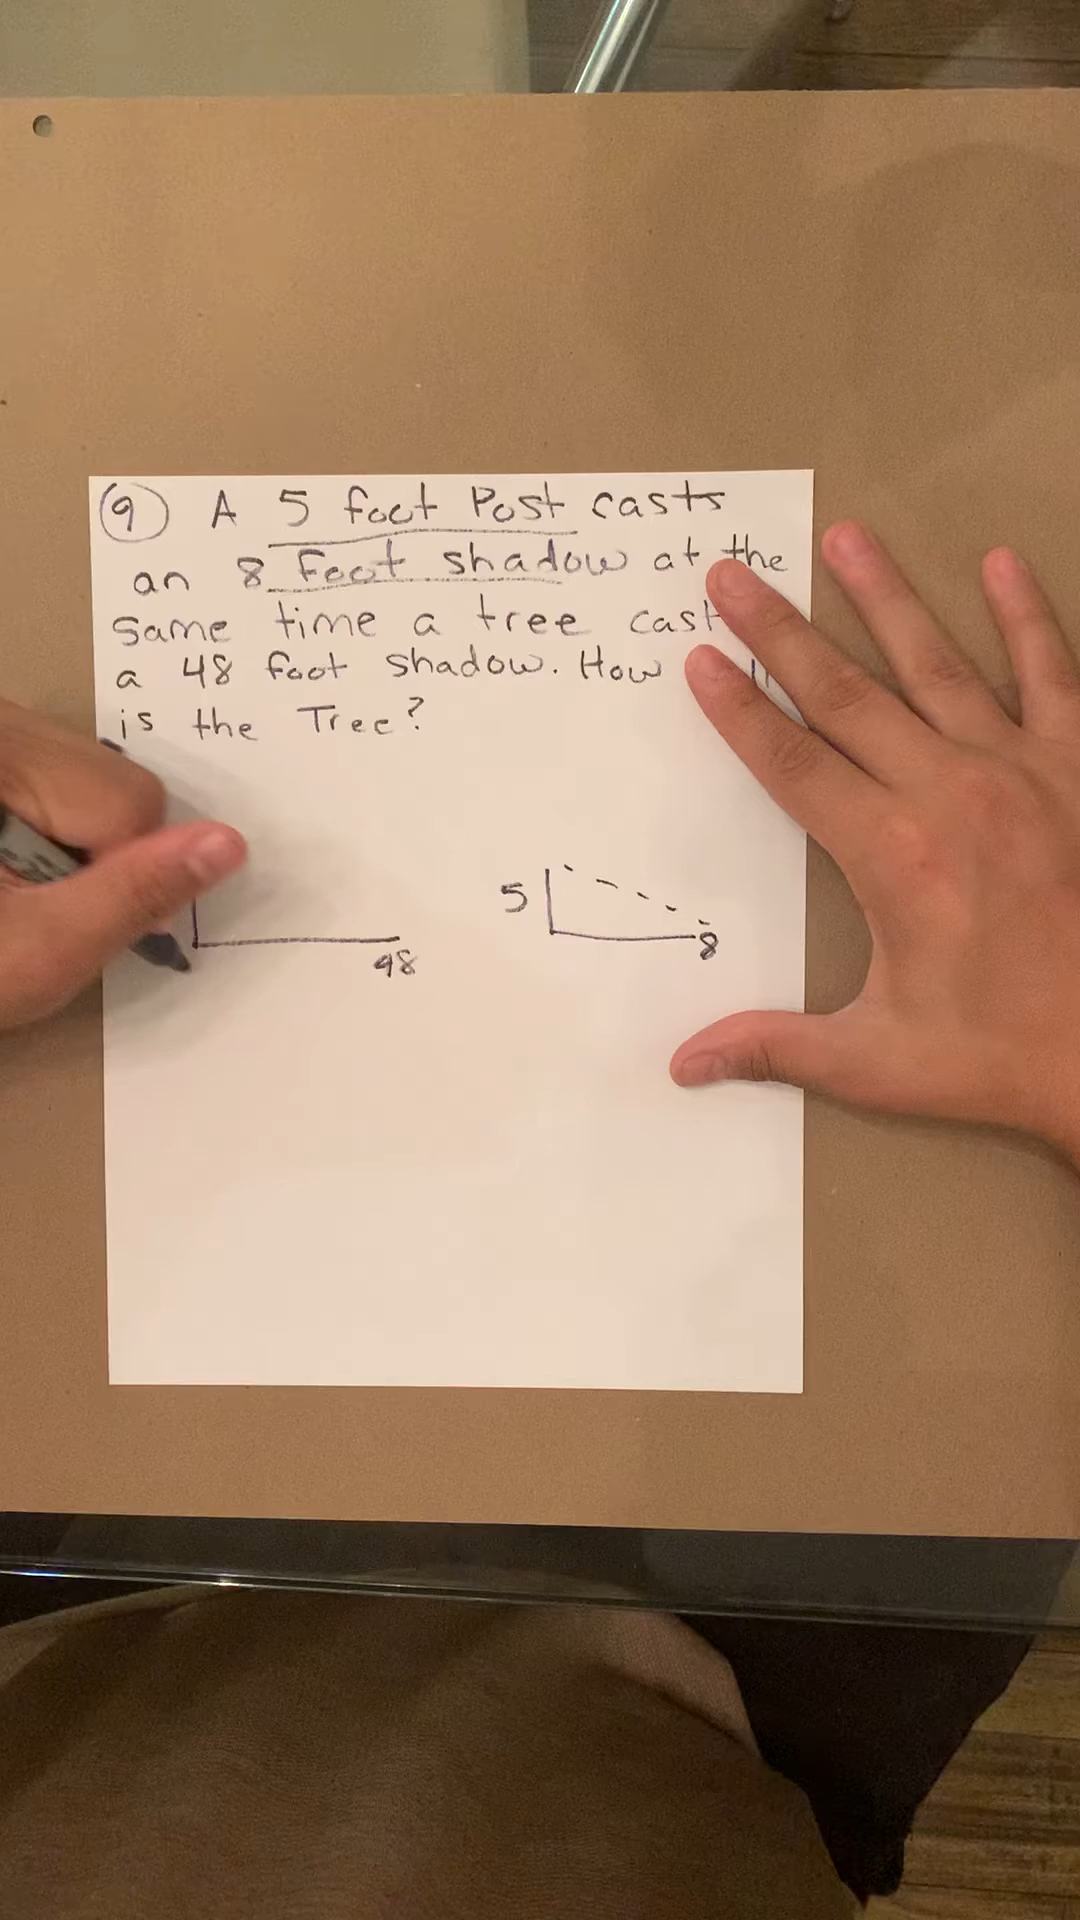 9 A 5 foot Post casts
an 8 Foot shadow at the
same time a tree cast
a 48 foot shadow. How
is the Tree?
5
8
48